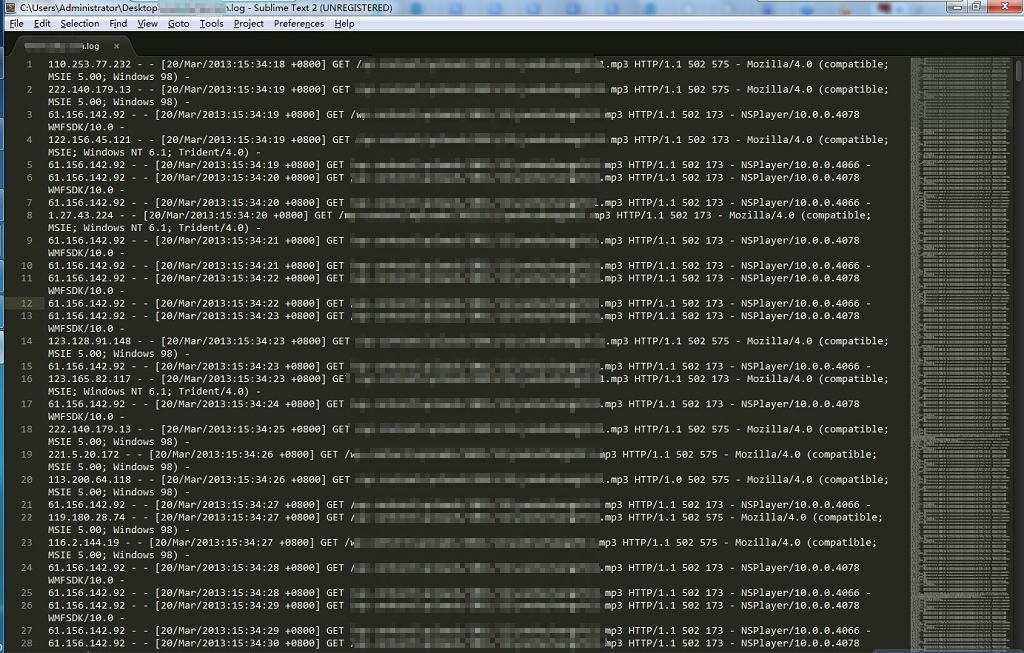 C:\Users\Administrator\Desktop\ .log - Sublime Text 2 (UNREGISTERED)
File Edit Selection Find View Goto Tools Project Preferences Help
.log ×
1 110.253.77.232 - - [20/Mar/2013:15:34:18 +0800] GET / .mp3 HTTP/1.1 502 575 - Mozilla/4.0 (compatible;
MSIE 5.00; Windows 98) -
2 222.140.179.13 - - [20/Mar/2013:15:34:19 +0800] GET mp3 HTTP/1.1 502 575 - Mozilla/4.0 (compatible;
MSIE 5.00; Windows 98) -
3 61.156.142.92 - - [20/Mar/2013:15:34:19 +0800] GET / mp3 HTTP/1.1 502 173 - NSPlayer/10.0.0.4078
WMFSDK/10.0 -
4 122.156.45.121 - - [20/Mar/2013:15:34:19 +0800] GET .mp3 HTTP/1.1 502 173 - Mozilla/4.0 (compatible;
MSIE; Windows NT 6.1; Trident/4.0) -
5 61.156.142.92 - - [20/Mar/2013:15:34:19 +0800] GET .mp3 HTTP/1.1 502 173 - NSPlayer/10.0.0.4066 -
6 61.156.142.92 - - [20/Mar/2013:15:34:20 +0800] GET .mp3 HTTP/1.1 502 173 - NSPlayer/10.0.0.4078
WMFSDK/10.0 -
7 61.156.142.92 - - [20/Mar/2013:15:34:20 +0800] GET .mp3 HTTP/1.1 502 173 - NSPlayer/10.0.0.4066 -
8 1.27.43.224 - - [20/Mar/2013:15:34:20 +0800] GET / mp3 HTTP/1.1 502 173 - Mozilla/4.0 (compatible;
MSIE; Windows NT 6.1; Trident/4.0) -
9 61.156.142.92 - - [20/Mar/2013:15:34:21 +0800] GET .mp3 HTTP/1.1 502 173 - NSPlayer/10.0.0.4078
WMFSDK/10.0 -
10 61.156.142.92 - - [20/Mar/2013:15:34:21 +0800] GET .mp3 HTTP/1.1 502 173 - NSPlayer/10.0.0.4066 -
11 61.156.142.92 - - [20/Mar/2013:15:34:22 +0800] GET .mp3 HTTP/1.1 502 173 - NSPlayer/10.0.0.4078
WMFSDK/10.0 -
12 61.156.142.92 - - [20/Mar/2013:15:34:22 +0800] GET .mp3 HTTP/1.1 502 173 - NSPlayer/10.0.0.4066 -
13 61.156.142.92 - - [20/Mar/2013:15:34:23 +0800] GET .mp3 HTTP/1.1 502 173 - NSPlayer/10.0.0.4078
WMFSDK/10.0 -
14 123.128.91.148 - - [20/Mar/2013:15:34:23 +0800] GET .mp3 HTTP/1.1 502 575 - Mozilla/4.0 (compatible;
MSIE 5.00; Windows 98) -
15 61.156.142.92 - - [20/Mar/2013:15:34:23 +0800] GET .mp3 HTTP/1.1 502 173 - NSPlayer/10.0.0.4066 -
16 123.165.82.117 - - [20/Mar/2013:15:34:23 +0800] GET .mp3 HTTP/1.1 502 173 - Mozilla/4.0 (compatible;
MSIE; Windows NT 6.1; Trident/4.0) -
17 61.156.142.92 - - [20/Mar/2013:15:34:24 +0800] GET .mp3 HTTP/1.1 502 173 - NSPlayer/10.0.0.4078
WMFSDK/10.0 -
18 222.140.179.13 - - [20/Mar/2013:15:34:25 +0800] GET .mp3 HTTP/1.1 502 575 - Mozilla/4.0 (compatible;
MSIE 5.00; Windows 98) -
19 221.5.20.172 - - [20/Mar/2013:15:34:26 +0800] GET / mp3 HTTP/1.1 502 575 - Mozilla/4.0 (compatible;
MSIE 5.00; Windows 98) -
20 113.200.64.118 - - [20/Mar/2013:15:34:26 +0800] GET .mp3 HTTP/1.0 502 575 - Mozilla/4.0 (compatible;
MSIE 5.00; Windows 98) -
21 61.156.142.92 - - [20/Mar/2013:15:34:27 +0800] GET / mp3 HTTP/1.1 502 173 - NSPlayer/10.0.0.4066 -
22 119.180.28.74 - - [20/Mar/2013:15:34:27 +0800] GET / mp3 HTTP/1.1 502 575 - Mozilla/4.0 (compatible;
MSIE 5.00; Windows 98) -
23 116.2.144.19 - - [20/Mar/2013:15:34:27 +0800] GET / mp3 HTTP/1.1 502 575 - Mozilla/4.0 (compatible;
MSIE 5.00; Windows 98) -
24 61.156.142.92 - - [20/Mar/2013:15:34:28 +0800] GET / mp3 HTTP/1.1 502 173 - NSPlayer/10.0.0.4078
WMFSDK/10.0 -
25 61.156.142.92 - - [20/Mar/2013:15:34:28 +0800] GET mp3 HTTP/1.1 502 173 - NSPlayer/10.0.0.4066 -
26 61.156.142.92 - - [20/Mar/2013:15:34:29 +0800] GET mp3 HTTP/1.1 502 173 - NSPlayer/10.0.0.4078
WMFSDK/10.0 -
27 61.156.142.92 - - [20/Mar/2013:15:34:29 +0800] GET mp3 HTTP/1.1 502 173 - NSPlayer/10.0.0.4066 -
28 61.156.142.92 - - [20/Mar/2013:15:34:30 +0800] GET mp3 HTTP/1.1 502 173 - NSPlayer/10.0.0.4078